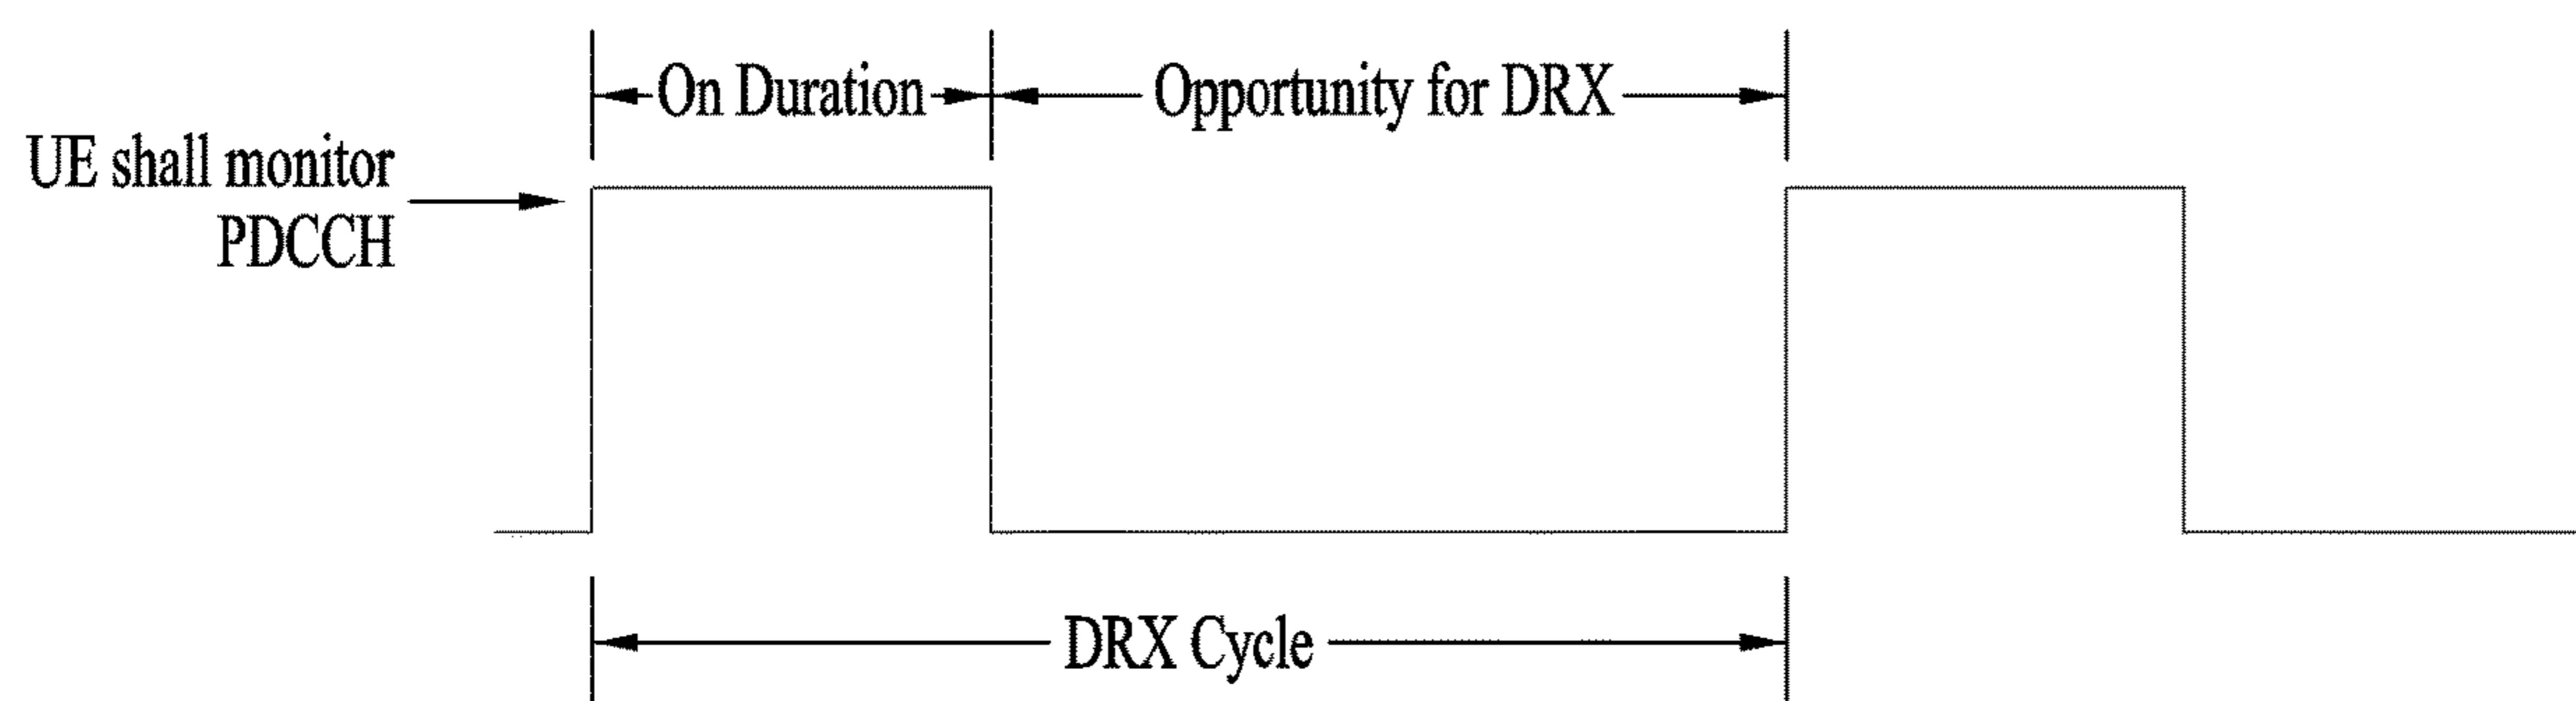 On Duration
Opportunity for DRX
UE shall monitor
PDCCH
DRX Cycle